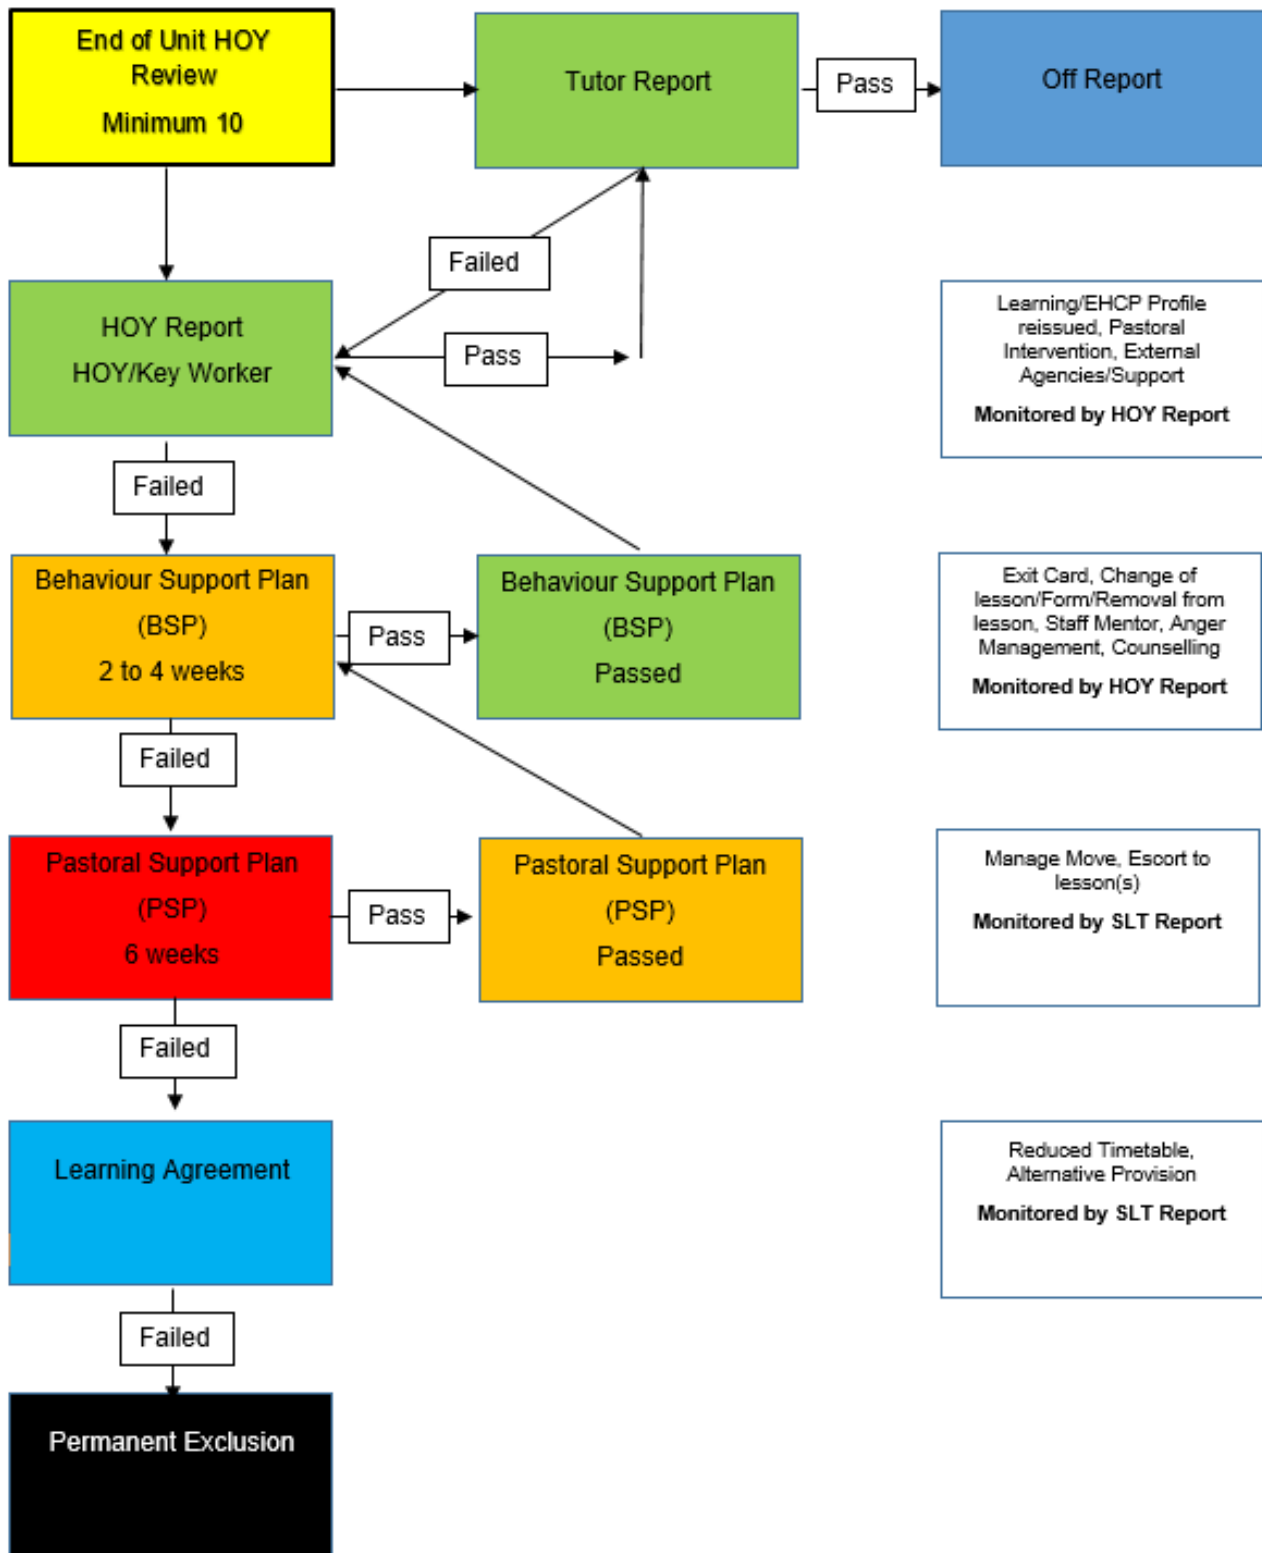 End of Unit HOY
Review
Minimum 10
Tutor Report
Pass
Off Report
Failed
HOY Report
HOY/Key Worker
Pass
Learning/EHCP Profile
reissued, Pastoral
Intervention, External
Agencies/Support
Monitored by HOY Report
Failed
Behaviour Support Plan
(BSP)
2 to 4 weeks
Pass
Behaviour Support Plan
(BSP)
Passed
Exit Card, Change of
lesson/Form/Removal from
lesson, Staff Mentor, Anger
Management, Counselling
Monitored by HOY Report
Failed
Pastoral Support Plan
(PSP)
6 weeks
Pass
Pastoral Support Plan
(PSP)
Passed
Manage Move, Escort to
lesson(s)
Monitored by SLT Report
Failed
Learning Agreement
Reduced Timetable,
Alternative Provision
Monitored by SLT Report
Failed
Permanent Exclusion